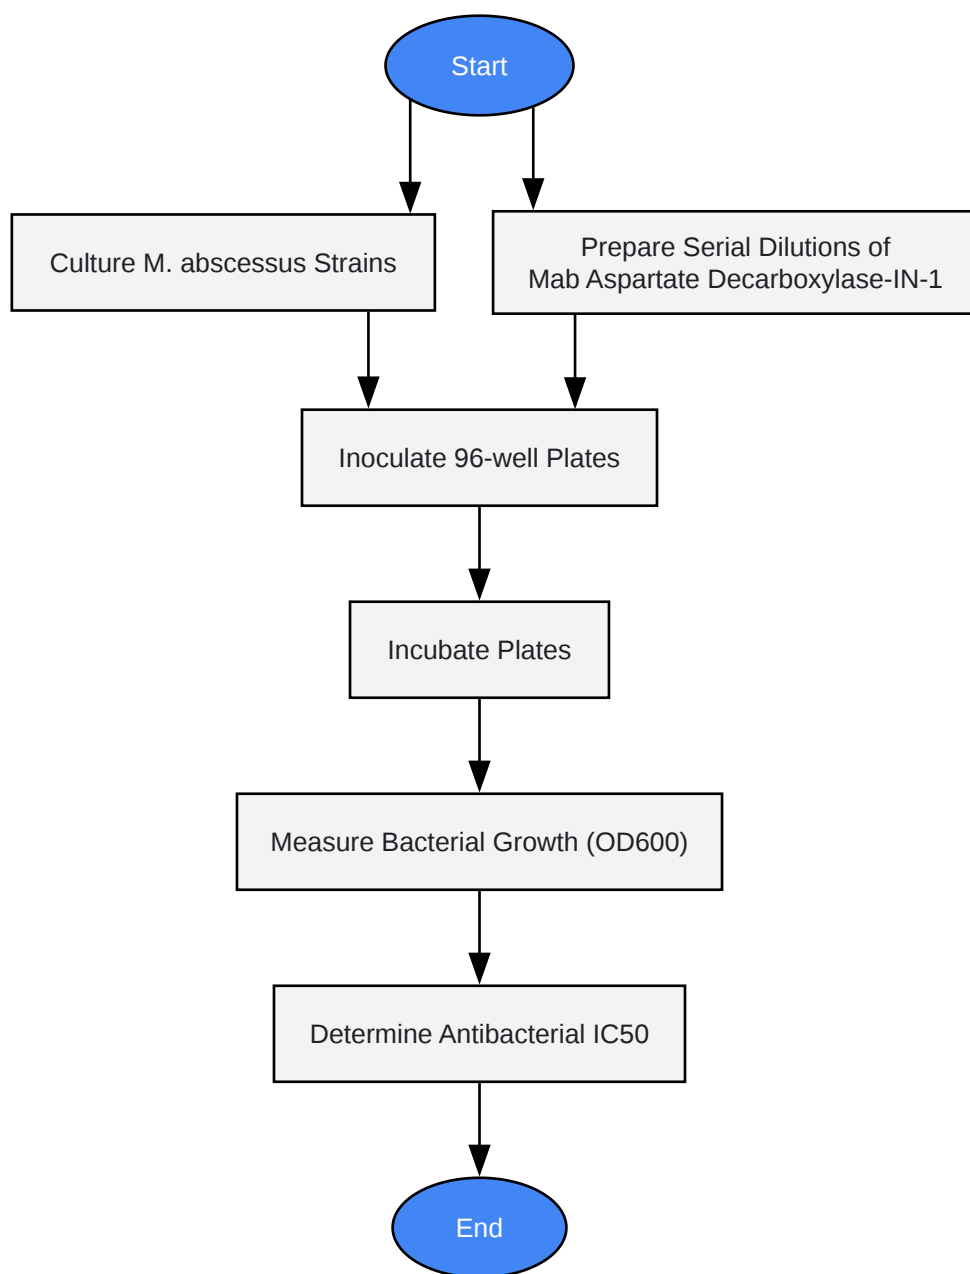 Start
Culture M. abscessus Strains
Prepare Serial Dilutions of
Mab Aspartate Decarboxylase-IN-1
Inoculate 96-well Plates
Incubate Plates
Measure Bacterial Growth (OD600)
Determine Antibacterial IC50
End